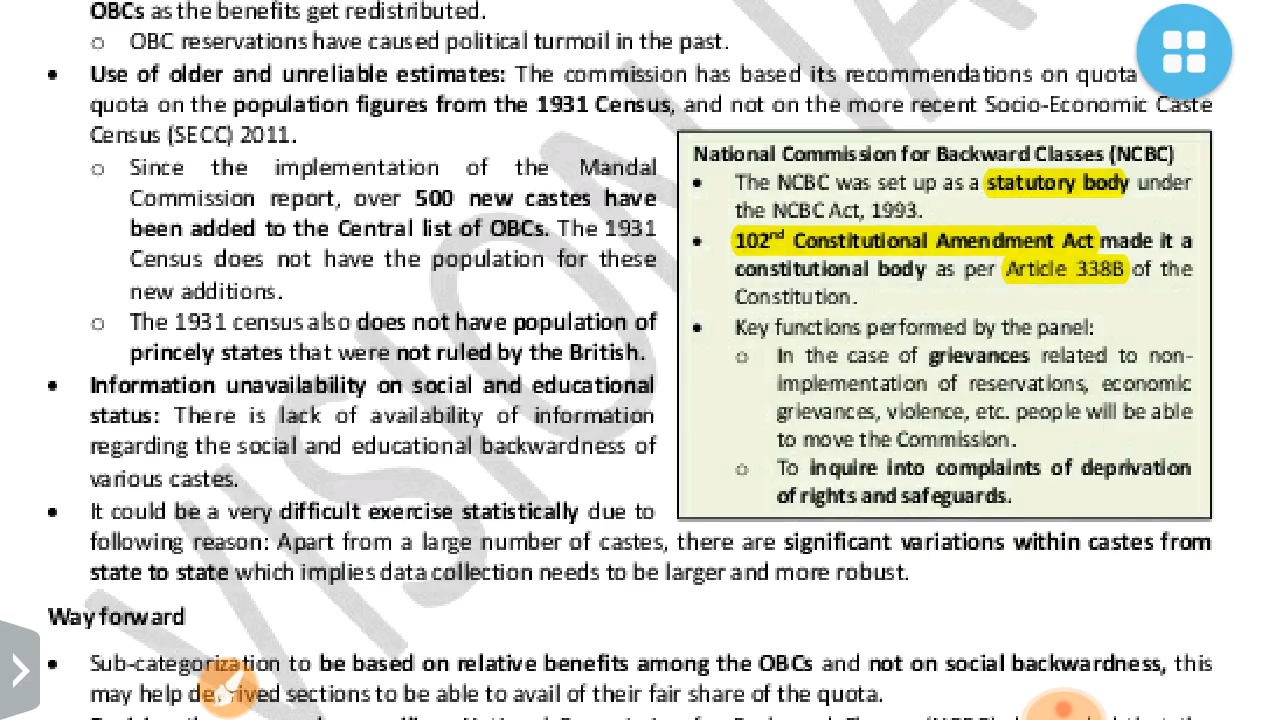 OBCs as the benefits get redistributed.
o OBC reservations have caused political turmoil in the past.
• Use of older and unreliable estimates: The commission has based its recommendations on quota
quota on the population figures from the 1931 Census, and not on the more recent Socio-Economic Caste
Census (SECC) 2011.
o Since the implementation of the Mandal
Commission report, over 500 new castes have
been added to the Central list of OBCs. The 1931
Census does not have the population for these
new additions.
o The 1931 census also does not have population of
princely states that were not ruled by the British.
• Information unavailability on social and educational
status: There is lack of availability of information
regarding the social and educational backwardness of
various castes.
• It could be a very difficult exercise statistically due to
following reason: Apart from a large number of castes, there are significant variations within castes from
state to state which implies data collection needs to be larger and more robust.
National Commission for Backward Classes (NCBC)
• The NCBC was set up as a statutory body under
the NCBC Act, 1993.
• 102nd Constitutional Amendment Act made it a
constitutional body as per Article 338B of the
Constitution.
• Key functions performed by the panel:
o In the case of grievances related to non-
implementation of reservations, economic
grievances, violence, etc. people will be able
to move the Commission.
o To inquire into complaints of deprivation
of rights and safeguards.
Way forward
• Sub-categorization to be based on relative benefits among the OBCs and not on social backwardness, this
may help deprived sections to be able to avail of their fair share of the quota.
VISION IA